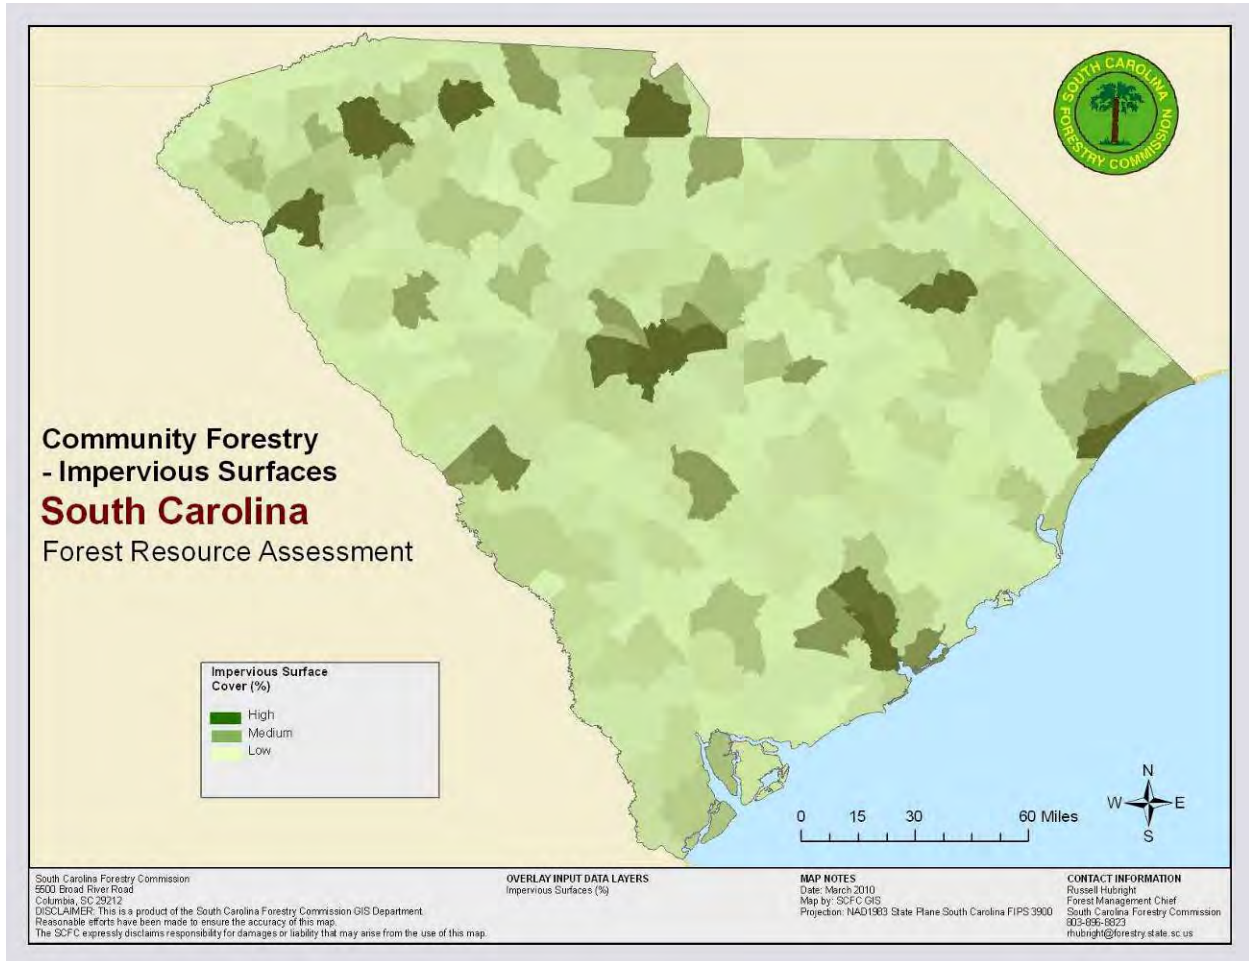 SOUTH CAROLINA
FORESTRY COMMISSION
Community Forestry
- Impervious Surfaces
South Carolina
Forest Resource Assessment
Impervious Surface
Cover (%)
High
Medium
Low
N
W E
S
0 15 30 60 Miles
South Carolina Forestry Commission
5500 Broad River Road
Columbia, SC 29212
DISCLAIMER: This is a product of the South Carolina Forestry Commission GIS Department.
Reasonable efforts have been made to ensure the accuracy of this map.
The SCFC expressly disclaims responsibility for damages or liability that may arise from the use of this map.
OVERLAY INPUT DATA LAYERS
Impervious Surfaces (%)
MAP NOTES
Date: March 2010
Map by: SCFC GIS
Projection: NAD1983 State Plane South Carolina FIPS 3900
CONTACT INFORMATION
Russell Hubright
Forest Management Chief
South Carolina Forestry Commission
803-896-8823
rhubright@forestry.state.sc.us